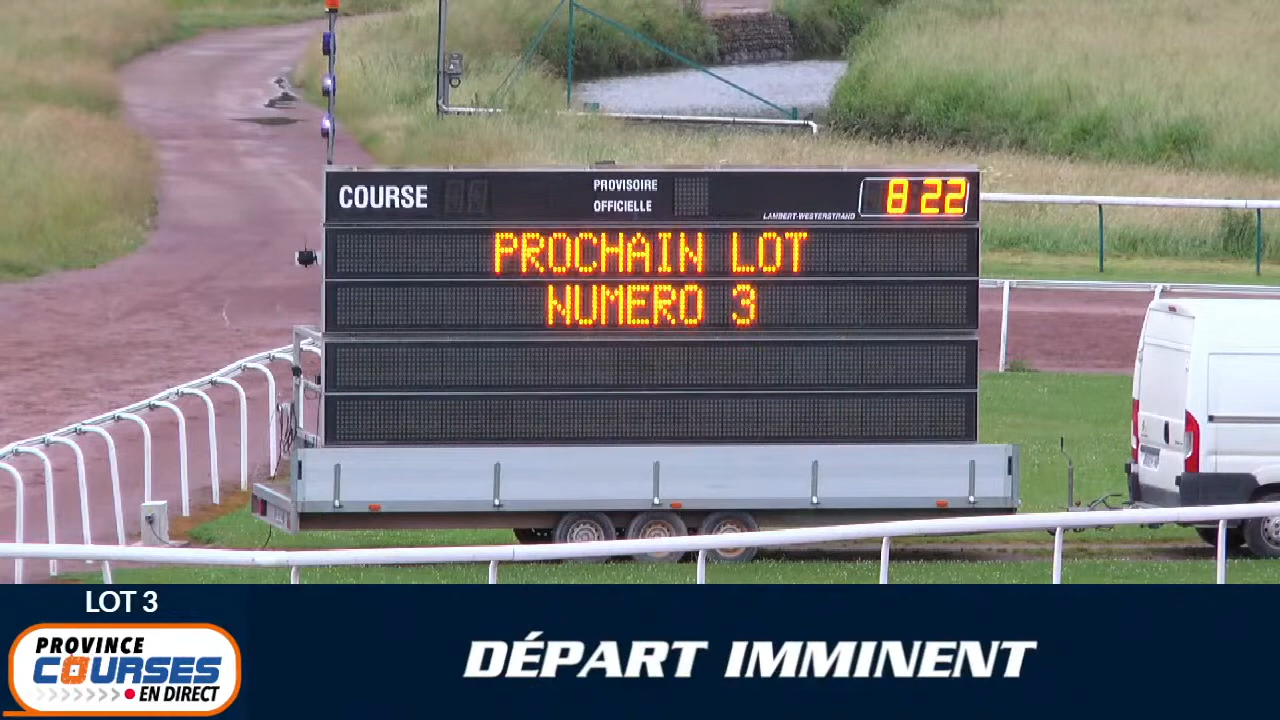 COURSE
PROVISOIRE
OFFICIELLE
LAMBERT-WESTERSTRAND
8 22
PROCHAIN LOT
NUMERO 3
LOT 3
PROVINCE
COURSES
EN DIRECT
DÉPART IMMINENT